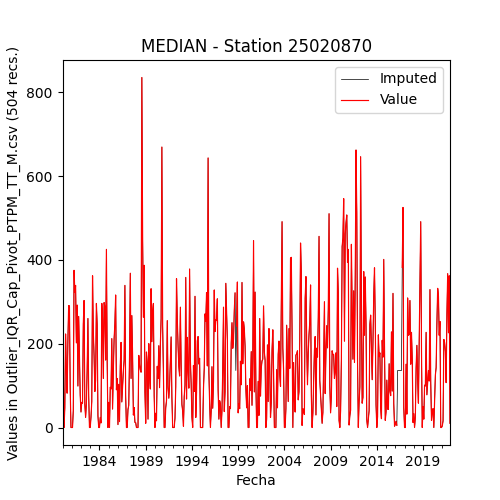 MEDIAN - Station 25020870
Values in Outlier_IQR_Cap_Pivot_PTPM_TT_M.csv (504 recs.)
Imputed
Value
800
600
400
200
0
1984 1989 1994 1999 2004 2009 2014 2019
Fecha